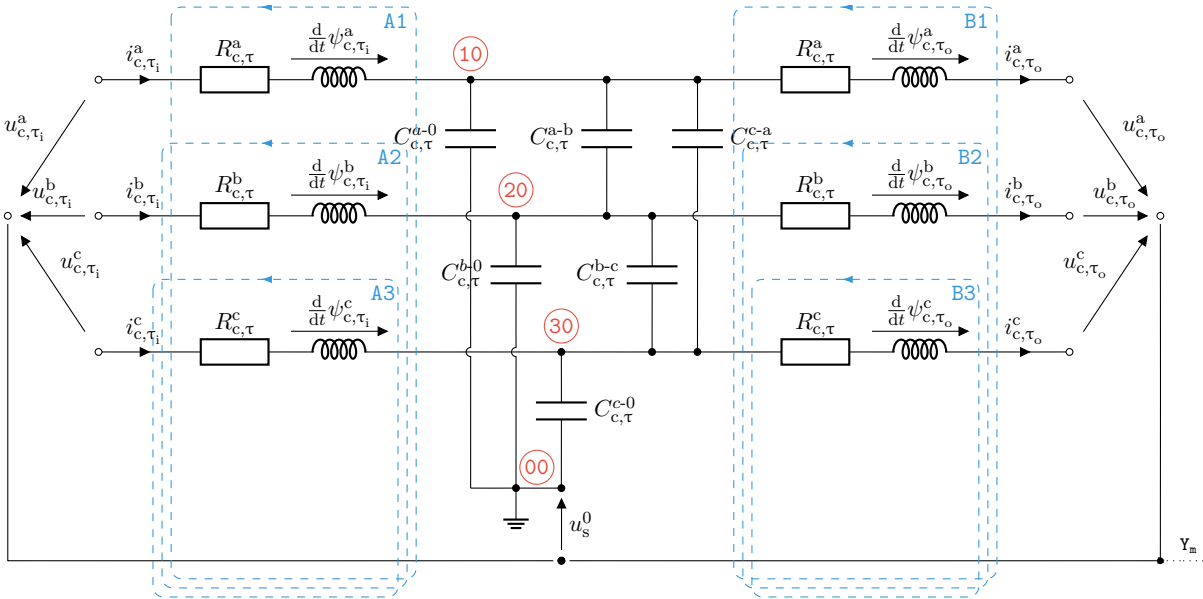 A1
B1
i^a_{c,τ_i}
R^a_{c,τ}
d/dt ψ^a_{c,τ_i}
10
R^a_{c,τ}
d/dt ψ^a_{c,τ_o}
i^a_{c,τ_o}
u^a_{c,τ_i}
C^{a-0}_{c,τ}
C^{a-b}_{c,τ}
C^{c-a}_{c,τ}
u^a_{c,τ_o}
A2
B2
u^b_{c,τ_i}
i^b_{c,τ_i}
R^b_{c,τ}
d/dt ψ^b_{c,τ_i}
20
R^b_{c,τ}
d/dt ψ^b_{c,τ_o}
i^b_{c,τ_o}
u^b_{c,τ_o}
u^c_{c,τ_i}
C^{b-0}_{c,τ}
C^{b-c}_{c,τ}
u^c_{c,τ_o}
A3
B3
i^c_{c,τ_i}
R^c_{c,τ}
d/dt ψ^c_{c,τ_i}
30
R^c_{c,τ}
d/dt ψ^c_{c,τ_o}
i^c_{c,τ_o}
C^{c-0}_{c,τ}
00
u^0_s
Y_m